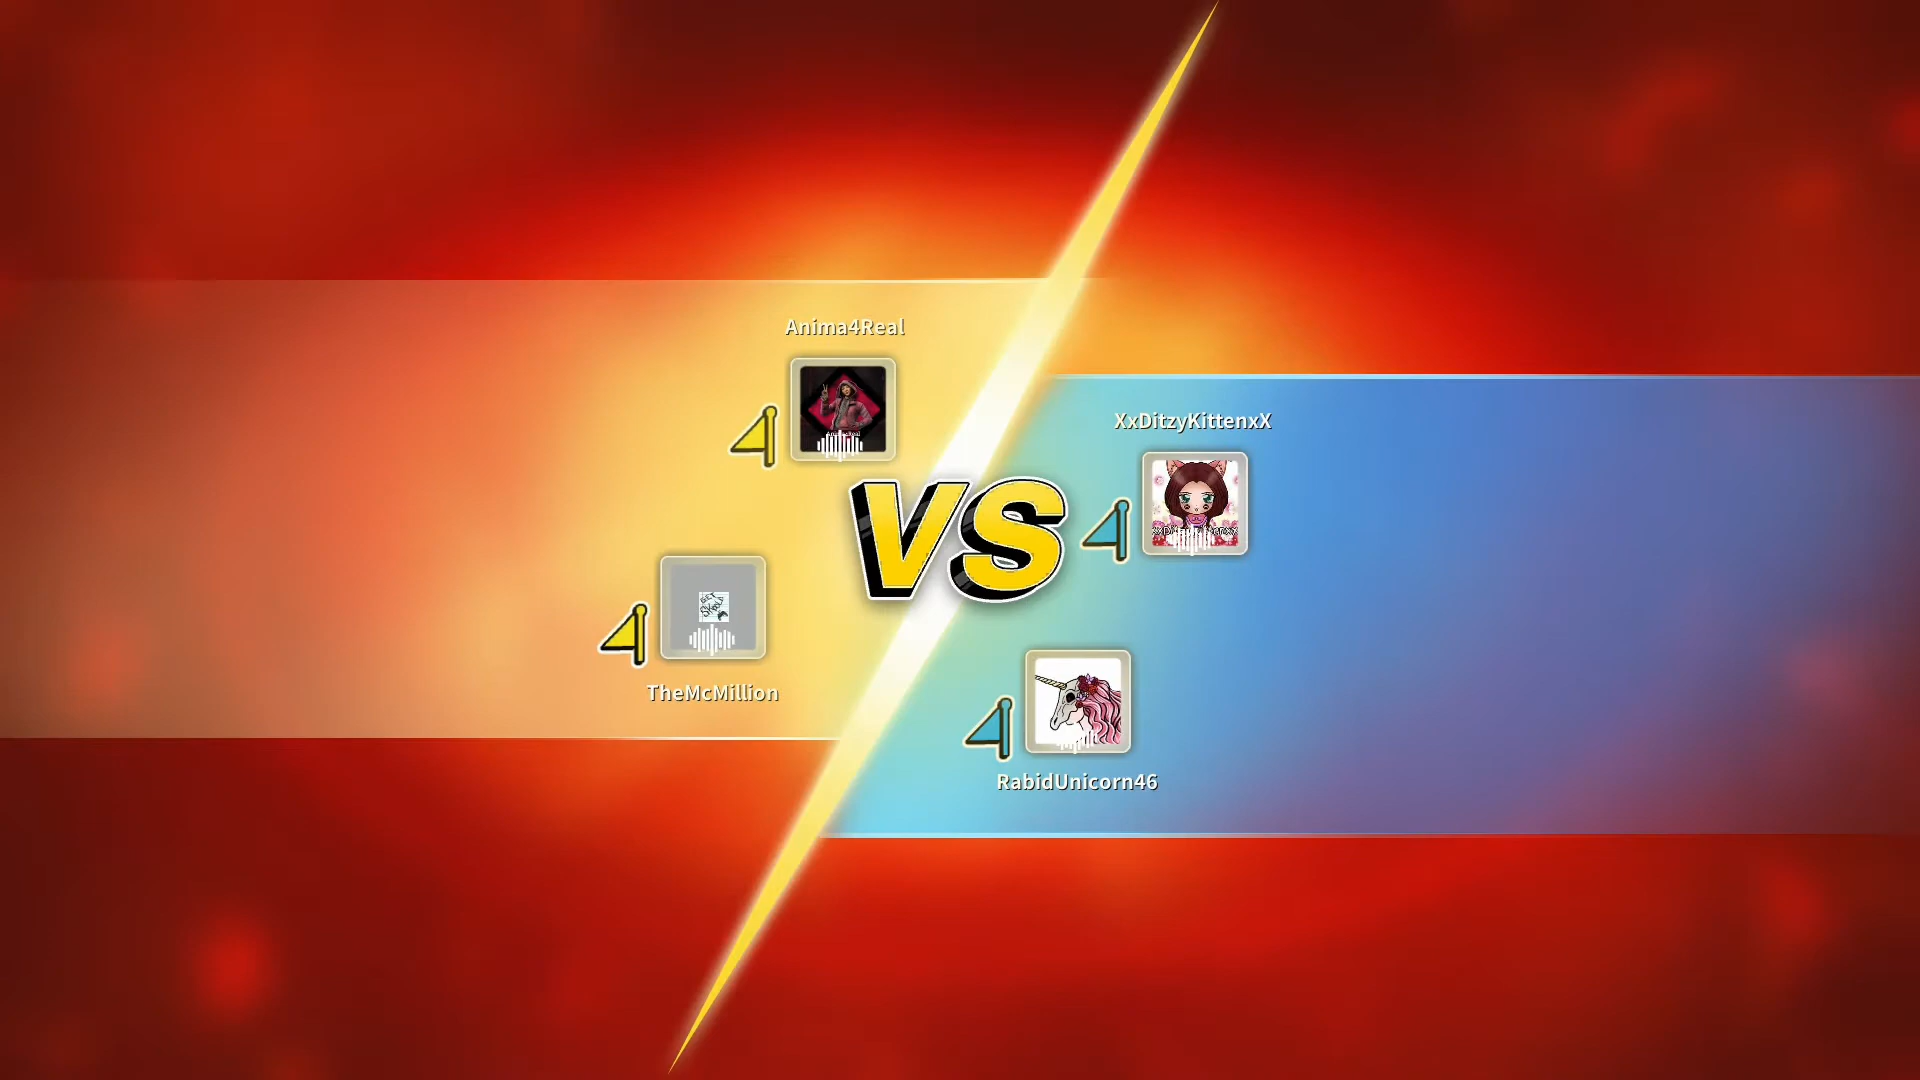 Anima4Real
XxDitzyKittenxX
VS
TheMcMillion
RabidUnicorn46